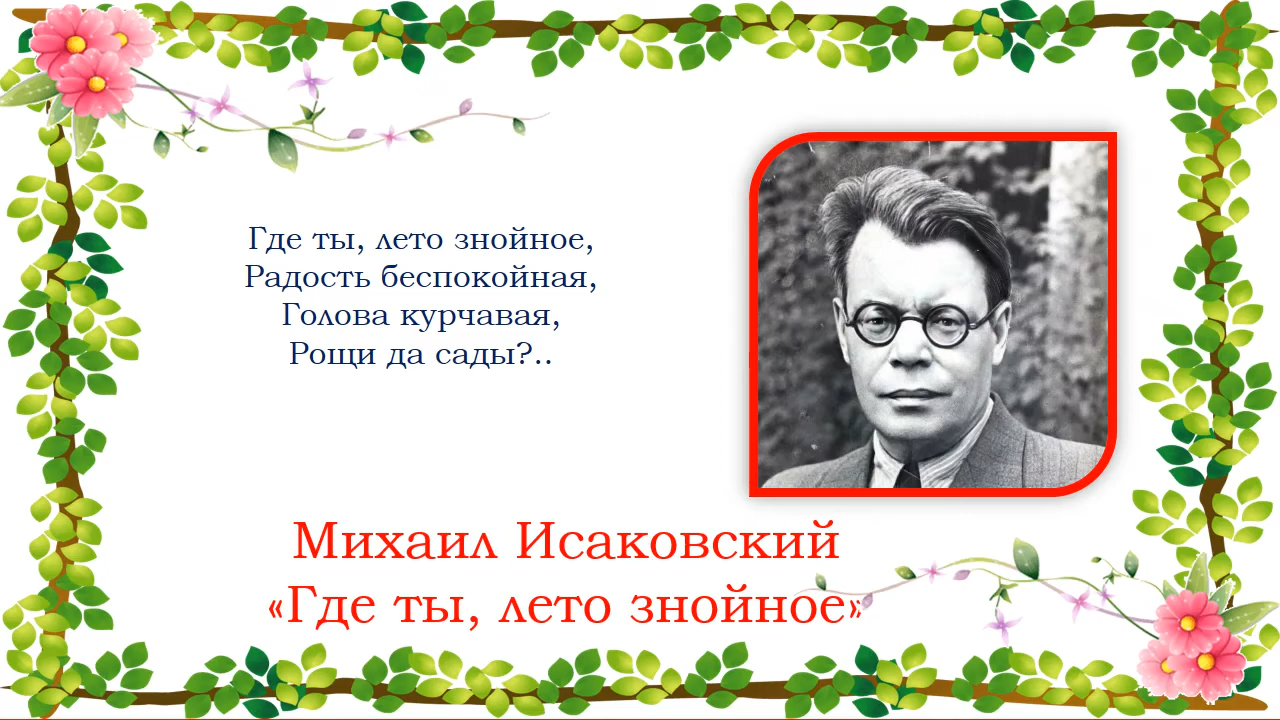 Где ты, лето знойное,
Радость беспокойная,
Голова курчавая,
Рощи да сады?..
Михаил Исаковский
«Где ты, лето знойное»